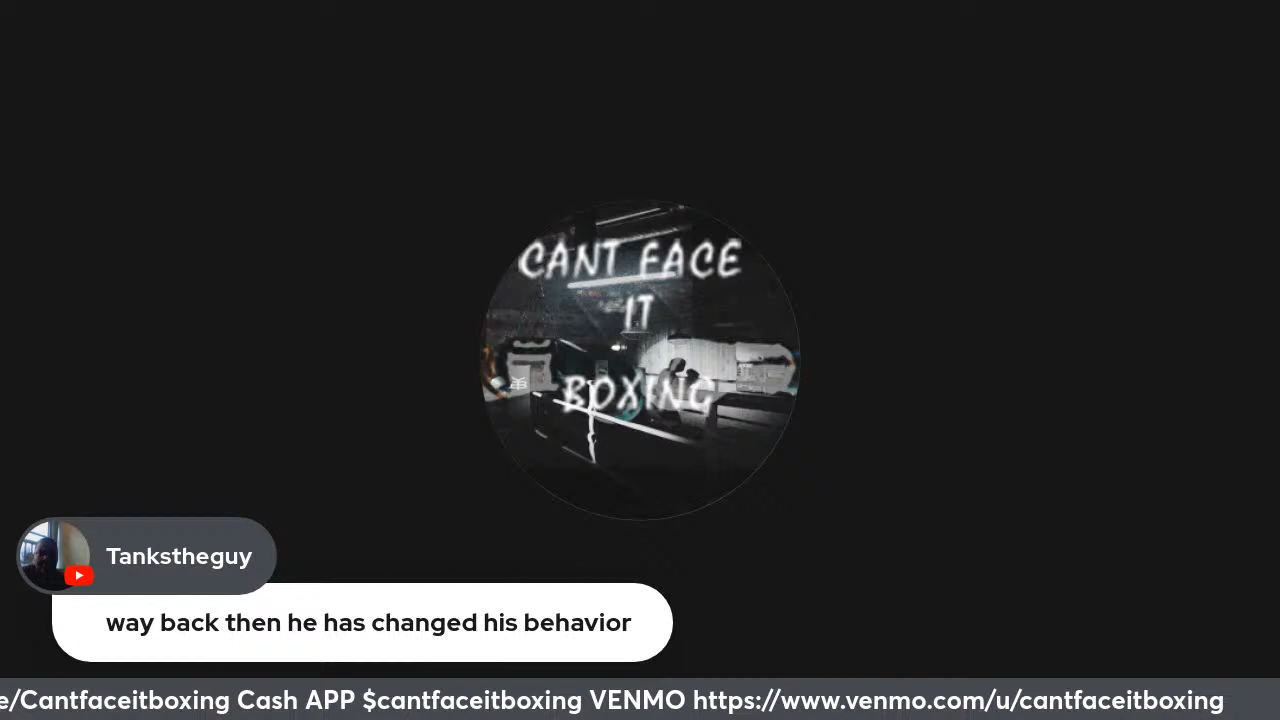 CANT FACE
IT
BOXING
Tankstheguy
way back then he has changed his behavior
e/Cantfaceitboxing Cash APP $cantfaceitboxing VENMO https://www.venmo.com/u/cantfaceitboxing